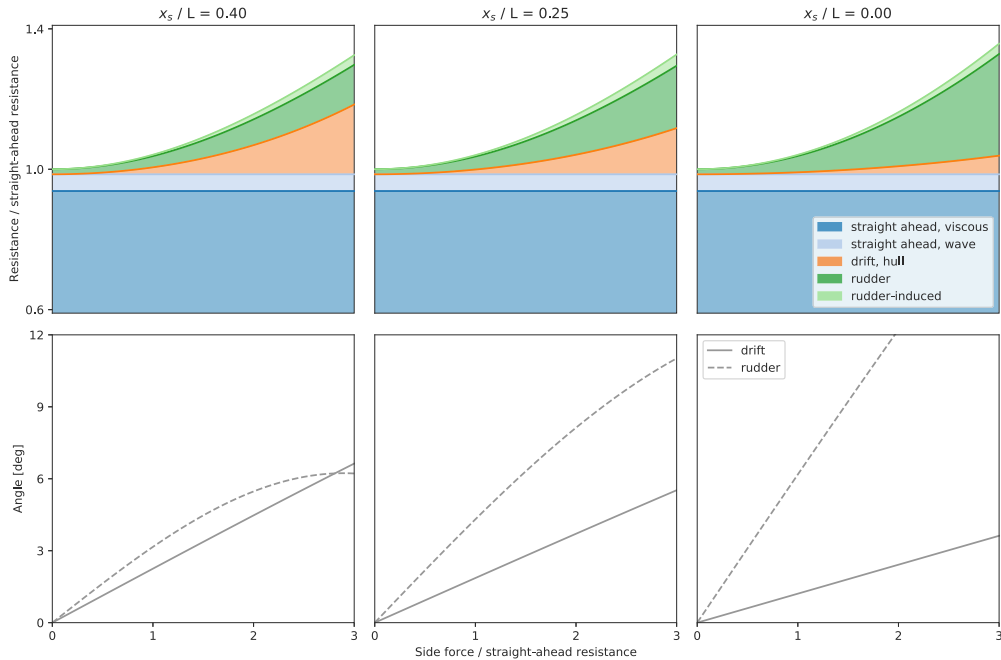 x_s / L = 0.40
x_s / L = 0.25
x_s / L = 0.00
Resistance / straight-ahead resistance
1.4
1.0
0.6
straight ahead, viscous
straight ahead, wave
drift, hull
rudder
rudder-induced
Angle [deg]
12
9
6
3
0
drift
rudder
0 1 2 3
0 1 2 3
0 1 2 3
Side force / straight-ahead resistance